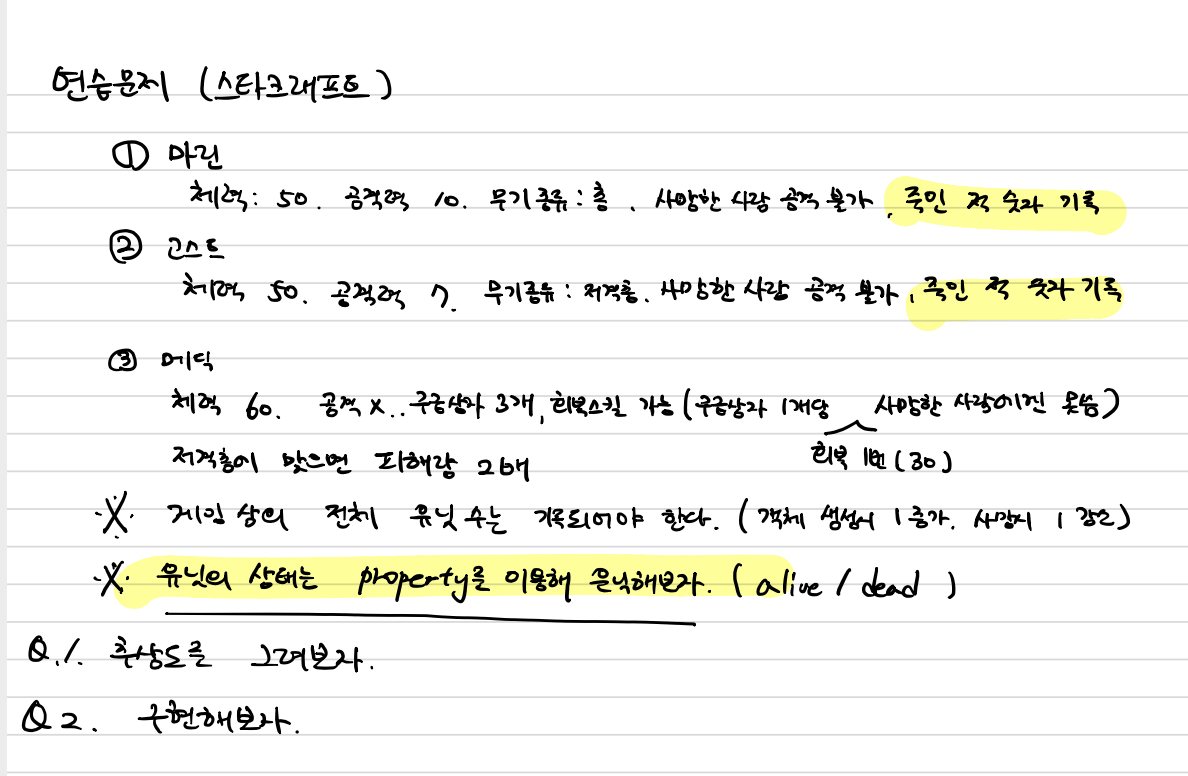 연습문제 (스타크래프트)
① 마린
체력: 50. 공격력 10. 무기종류: 총. 사망한 사람 공격 불가, 죽인 적 숫자 기록
② 고스트
체력 50. 공격력 7. 무기종류: 저격총. 사망한 사람 공격 불가, 죽인 적 숫자 기록
③ 메딕
체력 60. 공격 X.. 구급상자 3개, 회복스킬 가능 (구급상자 1개당 사망한 사람에겐 못씀)
회복 1번 (30)
저격총에 맞으면 피해량 2배
※ 게임 상의 전체 유닛 수는 기록되어야 한다. (객체 생성시 1 증가. 사망시 1 감소)
※ 유닛의 상태는 property를 이용해 은닉해보자. (alive / dead)
Q.1. 추상도를 그려보자.
Q2. 구현해보자.